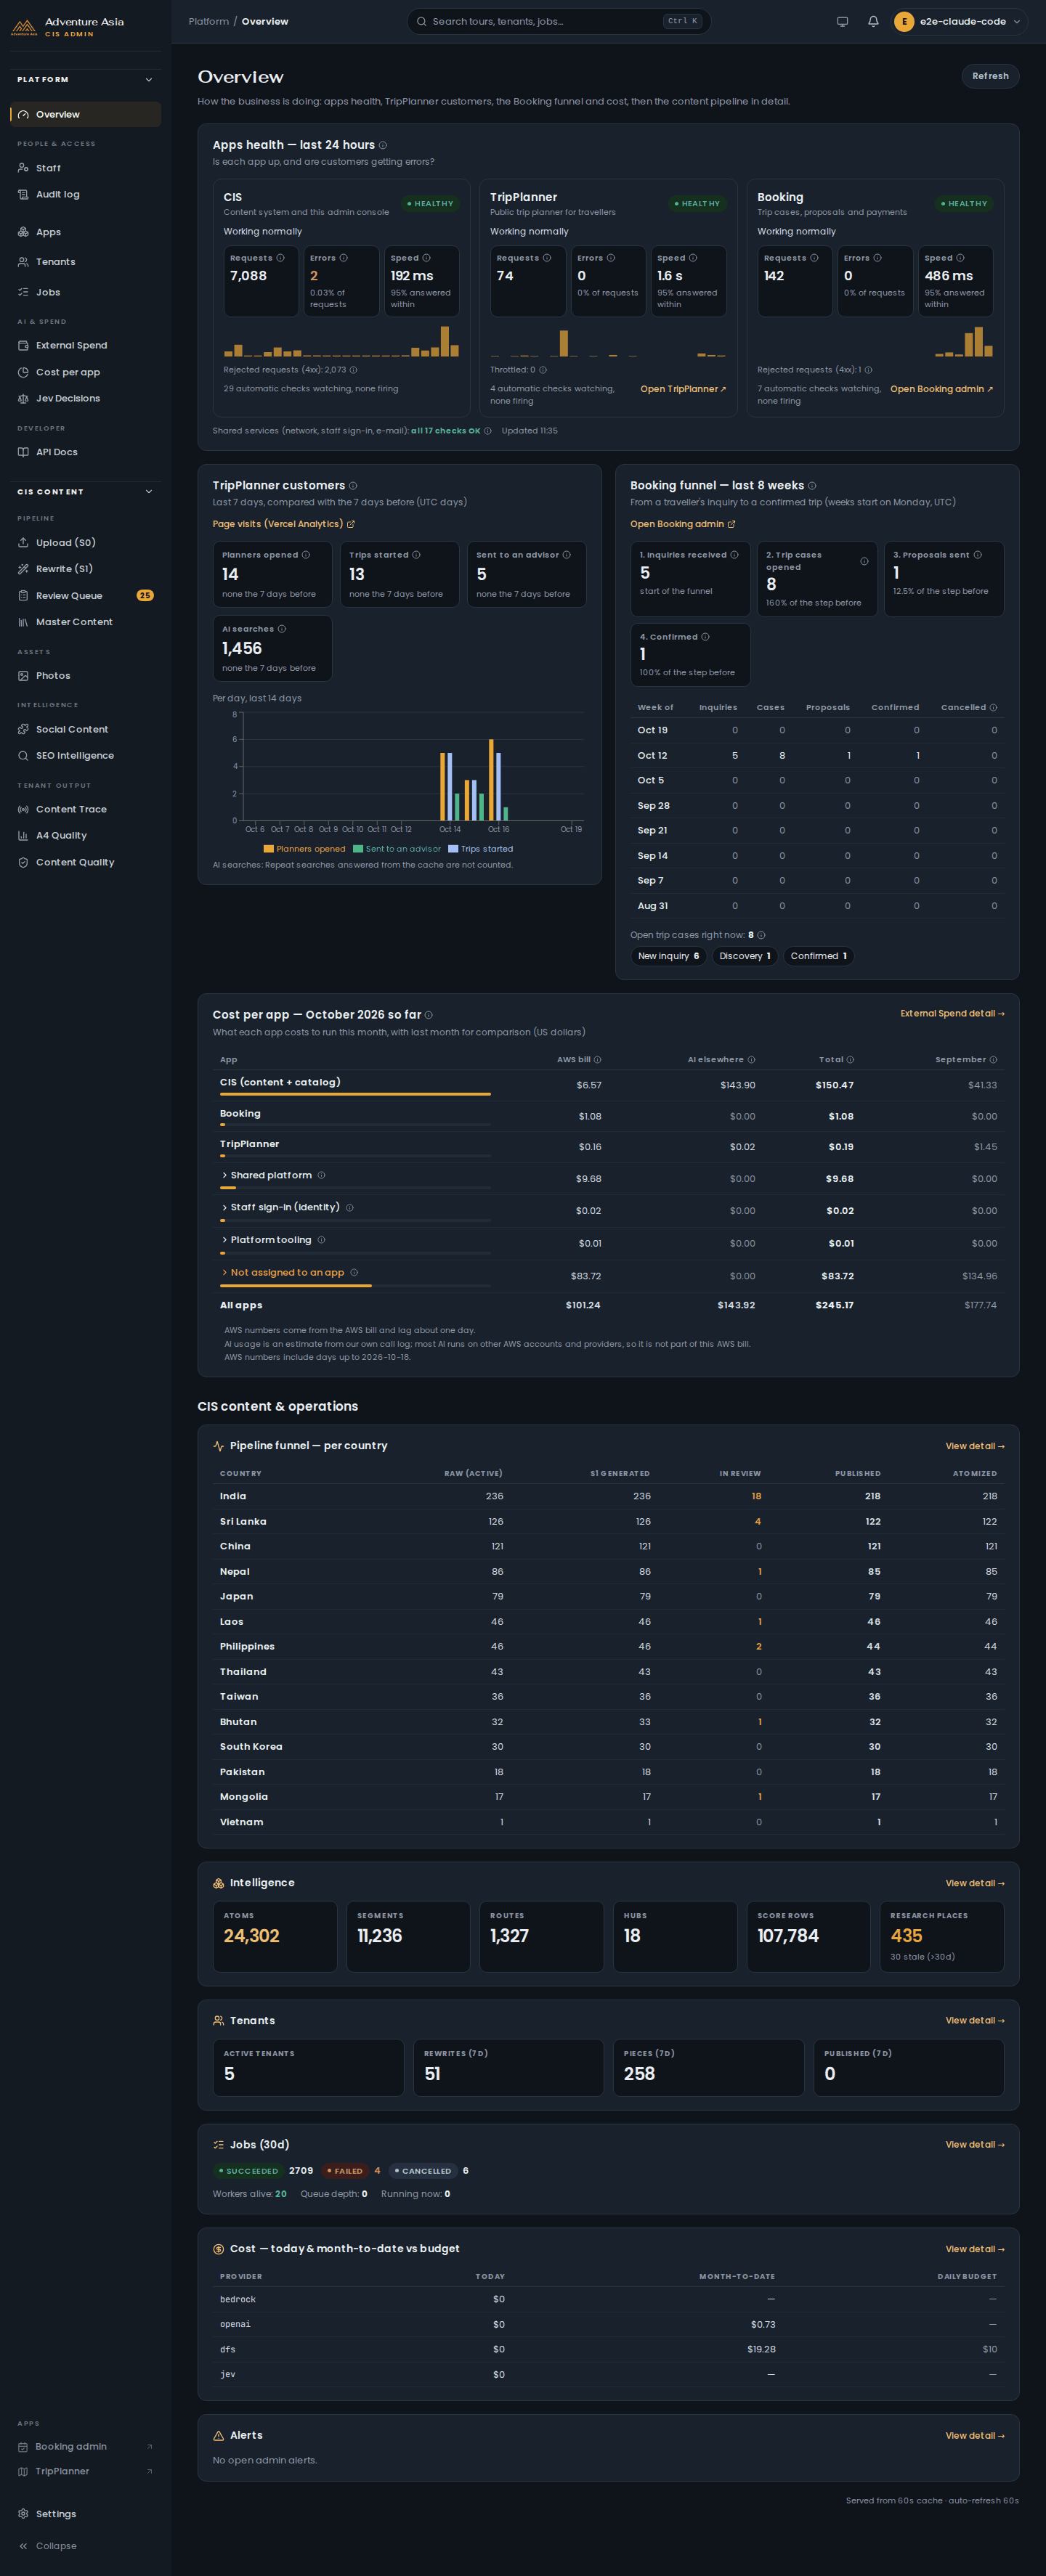 Adventure Asia
CIS ADMIN
PLATFORM
Overview
PEOPLE & ACCESS
Staff
Audit log
Apps
Tenants
Jobs
AI & SPEND
External Spend
Cost per app
Jev Decisions
DEVELOPER
API Docs
CIS CONTENT
PIPELINE
Upload (S0)
Rewrite (S1)
Review Queue 25
Master Content
ASSETS
Photos
INTELLIGENCE
Social Content
SEO Intelligence
TENANT OUTPUT
Content Trace
A4 Quality
Content Quality
APPS
Booking admin
TripPlanner
Settings
Collapse
Platform / Overview
Search tours, tenants, jobs...
Ctrl K
E e2e-claude-code
Overview
Refresh
How the business is doing: apps health, TripPlanner customers, the Booking funnel and cost, then the content pipeline in detail.
Apps health — last 24 hours
Is each app up, and are customers getting errors?
CIS
HEALTHY
Content system and this admin console
Working normally
Requests
7,088
Errors
2
0.03% of
requests
Speed
192 ms
95% answered
within
Rejected requests (4xx): 2,073
29 automatic checks watching, none firing
TripPlanner
HEALTHY
Public trip planner for travellers
Working normally
Requests
74
Errors
0
0% of requests
Speed
1.6 s
95% answered
within
Throttled: 0
4 automatic checks watching,
none firing
Open TripPlanner ↗
Booking
HEALTHY
Trip cases, proposals and payments
Working normally
Requests
142
Errors
0
0% of requests
Speed
486 ms
95% answered
within
Rejected requests (4xx): 1
7 automatic checks watching,
none firing
Open Booking admin ↗
Shared services (network, staff sign-in, e-mail): all 17 checks OK Updated 11:35
TripPlanner customers
Last 7 days, compared with the 7 days before (UTC days)
Page visits (Vercel Analytics)
Planners opened
14
none the 7 days before
Trips started
13
none the 7 days before
Sent to an advisor
5
none the 7 days before
AI searches
1,456
none the 7 days before
Per day, last 14 days
8
6
4
2
0
Oct 6 Oct 7 Oct 8 Oct 9 Oct 10 Oct 11 Oct 12 Oct 14 Oct 16 Oct 19
Planners opened Sent to an advisor Trips started
AI searches: Repeat searches answered from the cache are not counted.
Booking funnel — last 8 weeks
From a traveller's inquiry to a confirmed trip (weeks start on Monday, UTC)
Open Booking admin
1. Inquiries received
5
start of the funnel
2. Trip cases
opened
8
160% of the step before
3. Proposals sent
1
12.5% of the step before
4. Confirmed
1
100% of the step before
Week of Inquiries Cases Proposals Confirmed Cancelled
Oct 19 0 0 0 0 0
Oct 12 5 8 1 1 0
Oct 5 0 0 0 0 0
Sep 28 0 0 0 0 0
Sep 21 0 0 0 0 0
Sep 14 0 0 0 0 0
Sep 7 0 0 0 0 0
Aug 31 0 0 0 0 0
Open trip cases right now: 8
New inquiry 6 Discovery 1 Confirmed 1
Cost per app — October 2026 so far
External Spend detail →
What each app costs to run this month, with last month for comparison (US dollars)
App AWS bill AI elsewhere Total September
CIS (content + catalog) $6.57 $143.90 $150.47 $41.33
Booking $1.08 $0.00 $1.08 $0.00
TripPlanner $0.16 $0.02 $0.19 $1.45
Shared platform $9.68 $0.00 $9.68 $0.00
Staff sign-in (identity) $0.02 $0.00 $0.02 $0.00
Platform tooling $0.01 $0.00 $0.01 $0.00
Not assigned to an app $83.72 $0.00 $83.72 $134.96
All apps $101.24 $143.92 $245.17 $177.74
AWS numbers come from the AWS bill and lag about one day.
AI usage is an estimate from our own call log; most AI runs on other AWS accounts and providers, so it is not part of this AWS bill.
AWS numbers include days up to 2026-10-18.
CIS content & operations
Pipeline funnel — per country
View detail →
COUNTRY RAW (ACTIVE) S1 GENERATED IN REVIEW PUBLISHED ATOMIZED
India 236 236 18 218 218
Sri Lanka 126 126 4 122 122
China 121 121 0 121 121
Nepal 86 86 1 85 85
Japan 79 79 0 79 79
Laos 46 46 1 46 46
Philippines 46 46 2 44 44
Thailand 43 43 0 43 43
Taiwan 36 36 0 36 36
Bhutan 32 33 1 32 32
South Korea 30 30 0 30 30
Pakistan 18 18 0 18 18
Mongolia 17 17 1 17 17
Vietnam 1 1 0 1 1
Intelligence
View detail →
ATOMS
24,302
SEGMENTS
11,236
ROUTES
1,327
HUBS
18
SCORE ROWS
107,784
RESEARCH PLACES
435
30 stale (>30d)
Tenants
View detail →
ACTIVE TENANTS
5
REWRITES (7D)
51
PIECES (7D)
258
PUBLISHED (7D)
0
Jobs (30d)
View detail →
SUCCEEDED 2709 FAILED 4 CANCELLED 6
Workers alive: 20 Queue depth: 0 Running now: 0
Cost — today & month-to-date vs budget
View detail →
PROVIDER TODAY MONTH-TO-DATE DAILY BUDGET
bedrock $0 — —
openai $0 $0.73 —
dfs $0 $19.28 $10
jev $0 — —
Alerts
View detail →
No open admin alerts.
Served from 60s cache · auto-refresh 60s